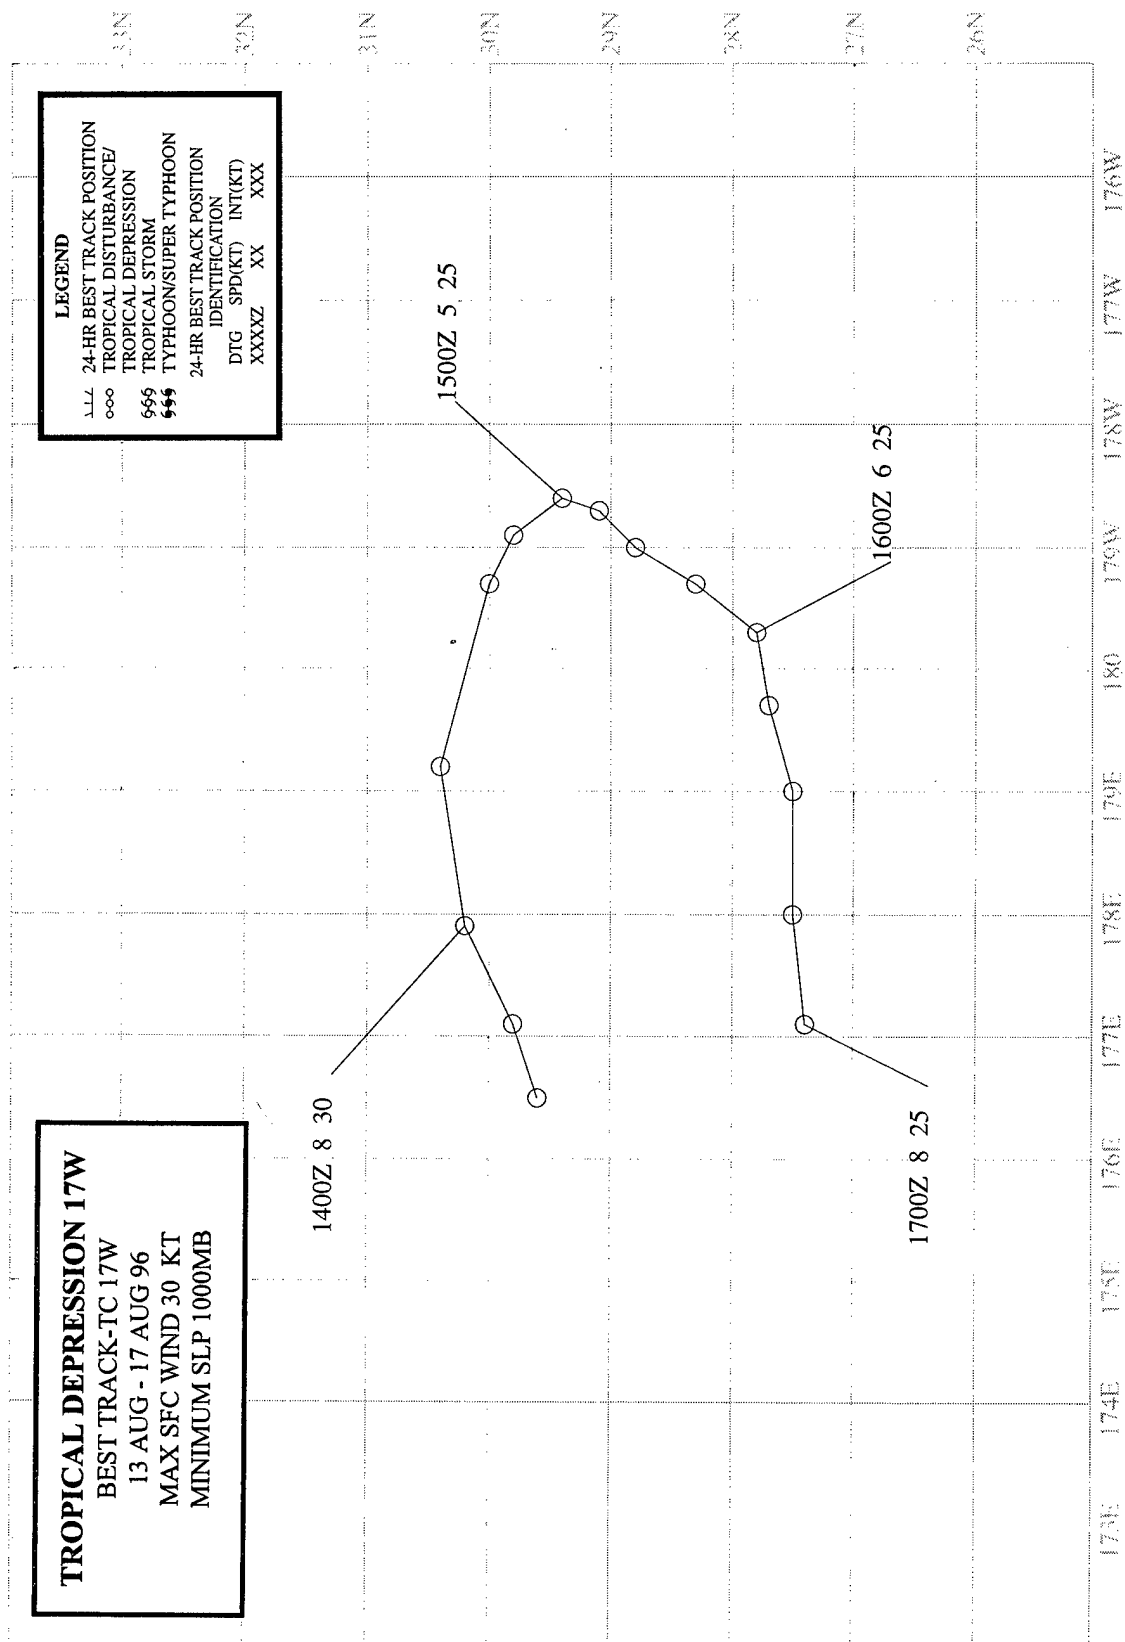 TROPICAL DEPRESSION 17W
BEST TRACK-TC 17W
13 AUG - 17 AUG 96
MAX SFC WIND 30 KT
MINIMUM SLP 1000MB
LEGEND
24-HR BEST TRACK POSITION
TROPICAL DISTURBANCE/
TROPICAL DEPRESSION
TROPICAL STORM
TYPHOON/SUPER TYPHOON
24-HR BEST TRACK POSITION
IDENTIFICATION
DTG SPD(KT) INT(KT)
XXXXZ XX XXX
33N
32N
31N
30N
29N
28N
27N
26N
1400Z 8 30
1500Z 5 25
1600Z 6 25
1700Z 8 25
173E 174E 175E 176E 177E 178E 179E 180 179W 178W 177W 176W